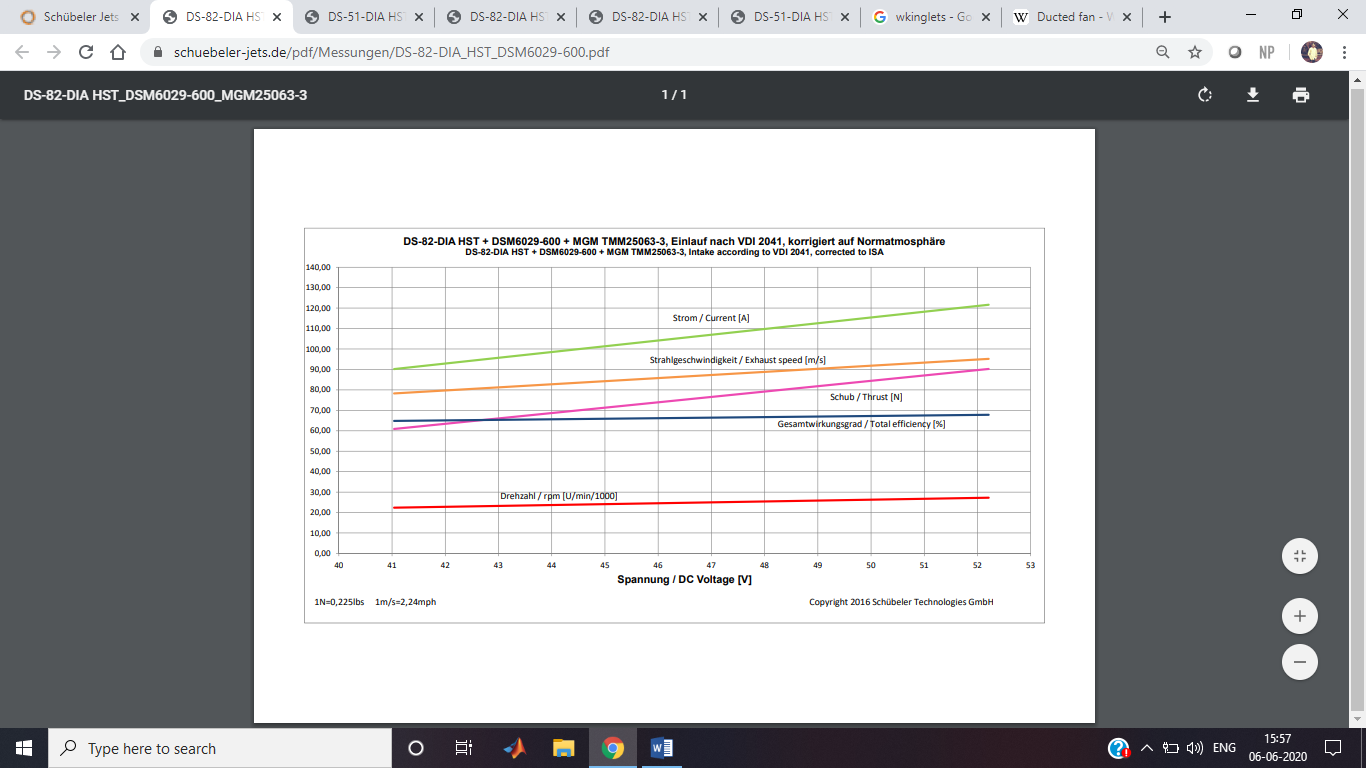 Schübeler Jets
DS-82-DIA HS
DS-51-DIA HS
DS-82-DIA HS
DS-82-DIA HS
DS-51-DIA HS
wkinglets - Go
Ducted fan - W
schuebeler-jets.de/pdf/Messungen/DS-82-DIA_HST_DSM6029-600.pdf
NP
DS-82-DIA HST_DSM6029-600_MGM25063-3
1 / 1
DS-82-DIA HST + DSM6029-600 + MGM TMM25063-3, Einlauf nach VDI 2041, korrigiert auf Normatmosphäre
DS-82-DIA HST + DSM6029-600 + MGM TMM25063-3, Intake according to VDI 2041, corrected to ISA
140,00
130,00
120,00
110,00
100,00
90,00
80,00
70,00
60,00
50,00
40,00
30,00
20,00
10,00
0,00
Strom / Current [A]
Strahlgeschwindigkeit / Exhaust speed [m/s]
Schub / Thrust [N]
Gesamtwirkungsgrad / Total efficiency [%]
Drehzahl / rpm [U/min/1000]
40 41 42 43 44 45 46 47 48 49 50 51 52 53
Spannung / DC Voltage [V]
1N=0,225lbs 1m/s=2,24mph
Copyright 2016 Schübeler Technologies GmbH
Type here to search
W
ENG
15:57
06-06-2020